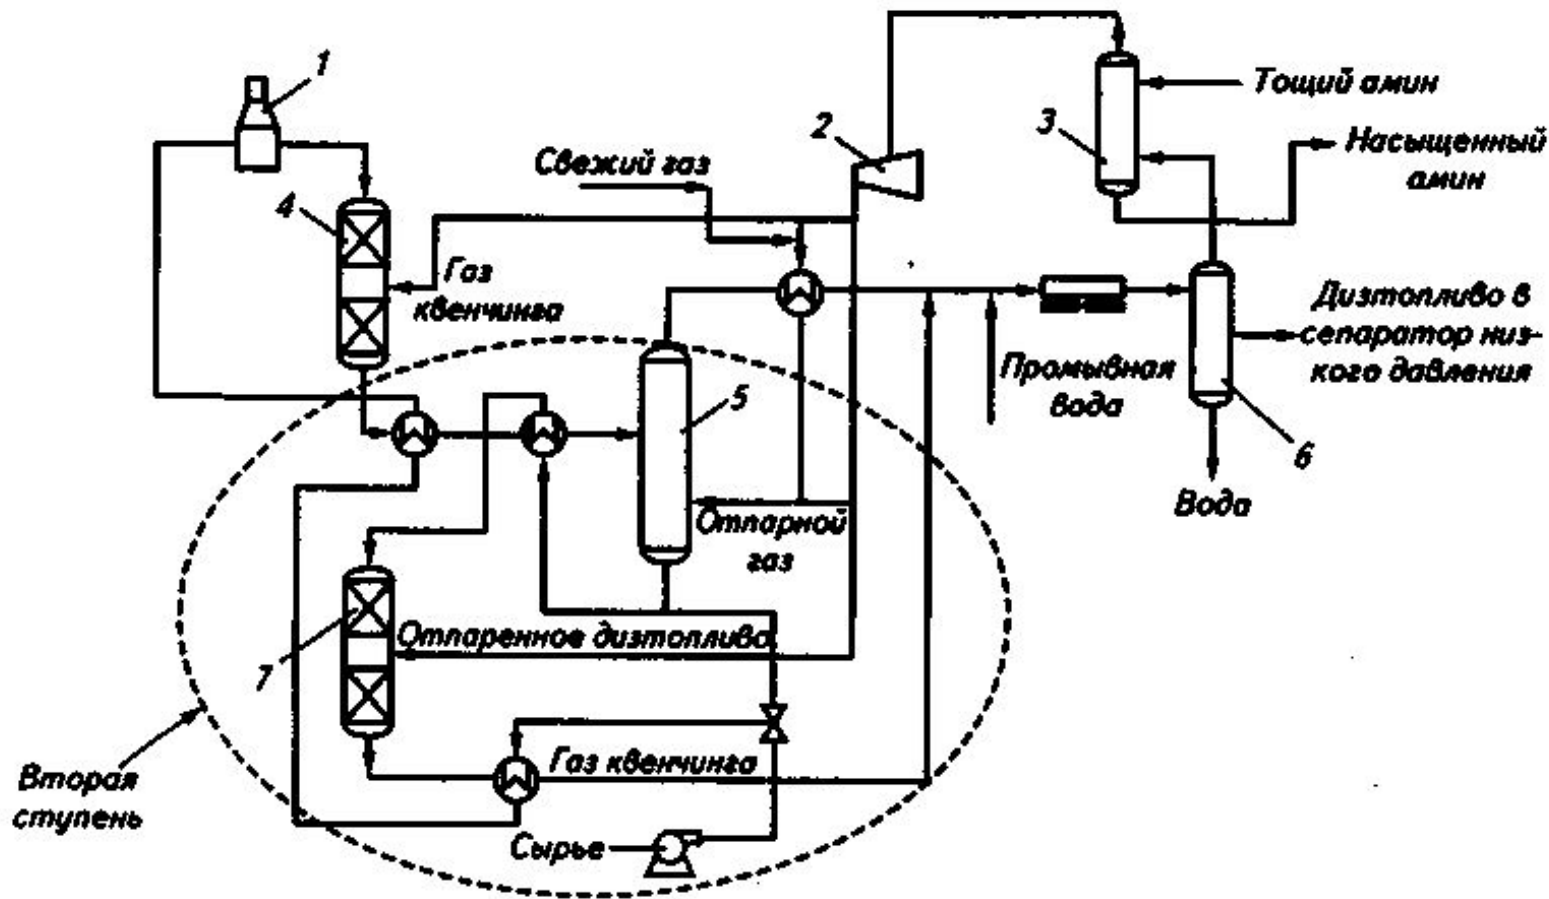 1
2
3
Тощий амин
Насыщенный
амин
Свежий газ
4
Газ
квенчинга
Дизтопливо в
сепаратор низ-
кого давления
Промывная
вода
5
6
Вода
Отпарной
газ
Отпаренное дизтопливо
7
Газ квенчинга
Вторая
ступень
Сырье